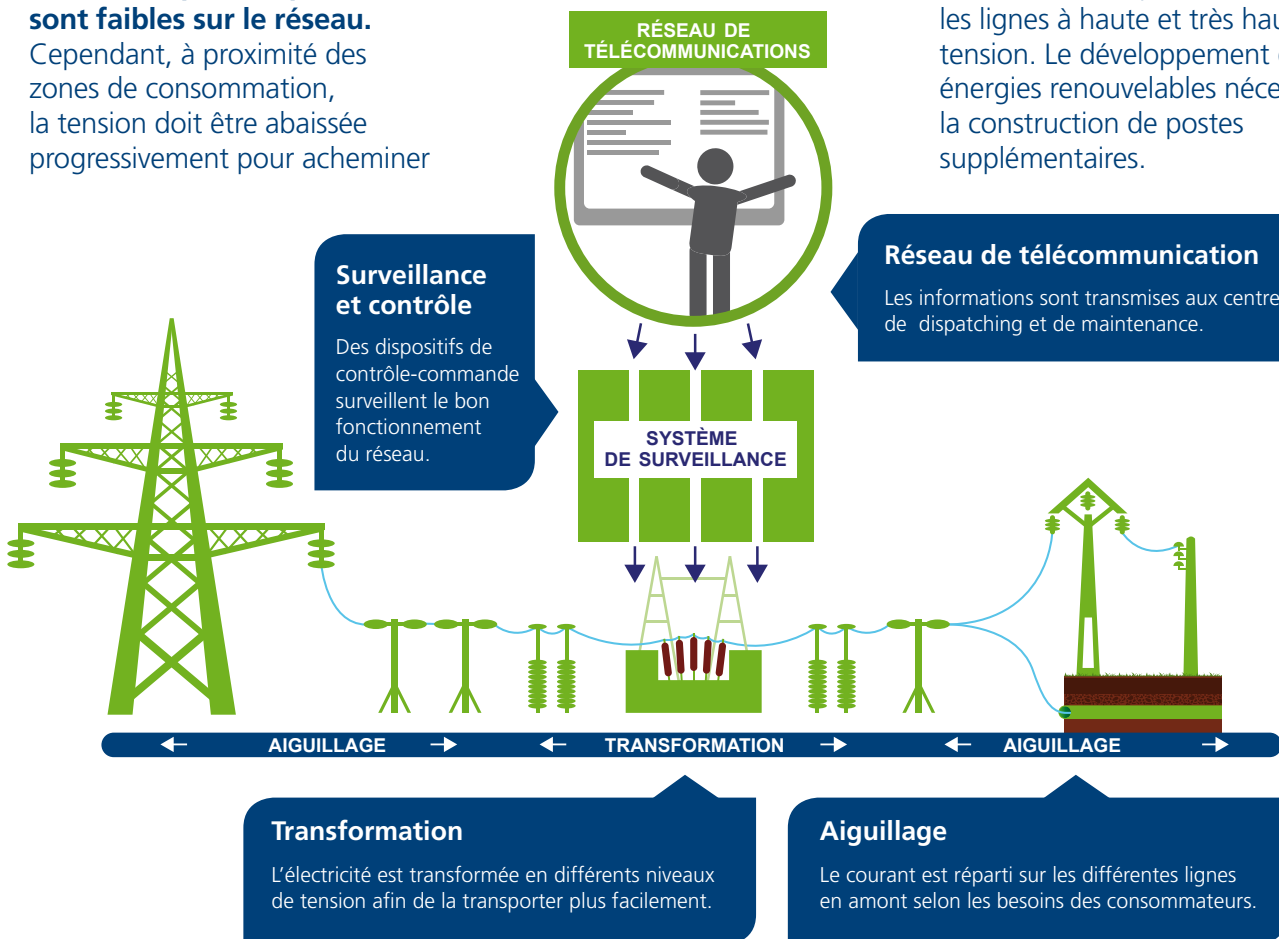 sont faibles sur le réseau.
Cependant, à proximité des
zones de consommation,
la tension doit être abaissée
progressivement pour acheminer
les lignes à haute et très
tension. Le développement
énergies renouvelables
la construction de postes
supplémentaires.
RÉSEAU DE
TÉLÉCOMMUNICATIONS
Surveillance
et contrôle
Des dispositifs de
contrôle-commande
surveillent le bon
fonctionnement
du réseau.
Réseau de télécommunication
Les informations sont transmises aux centre
de dispatching et de maintenance.
SYSTÈME
DE SURVEILLANCE
← AIGUILLAGE →
← TRANSFORMATION →
← AIGUILLAGE →
Transformation
L'électricité est transformée en différents niveaux
de tension afin de la transporter plus facilement.
Aiguillage
Le courant est réparti sur les différentes lignes
en amont selon les besoins des consommateurs.